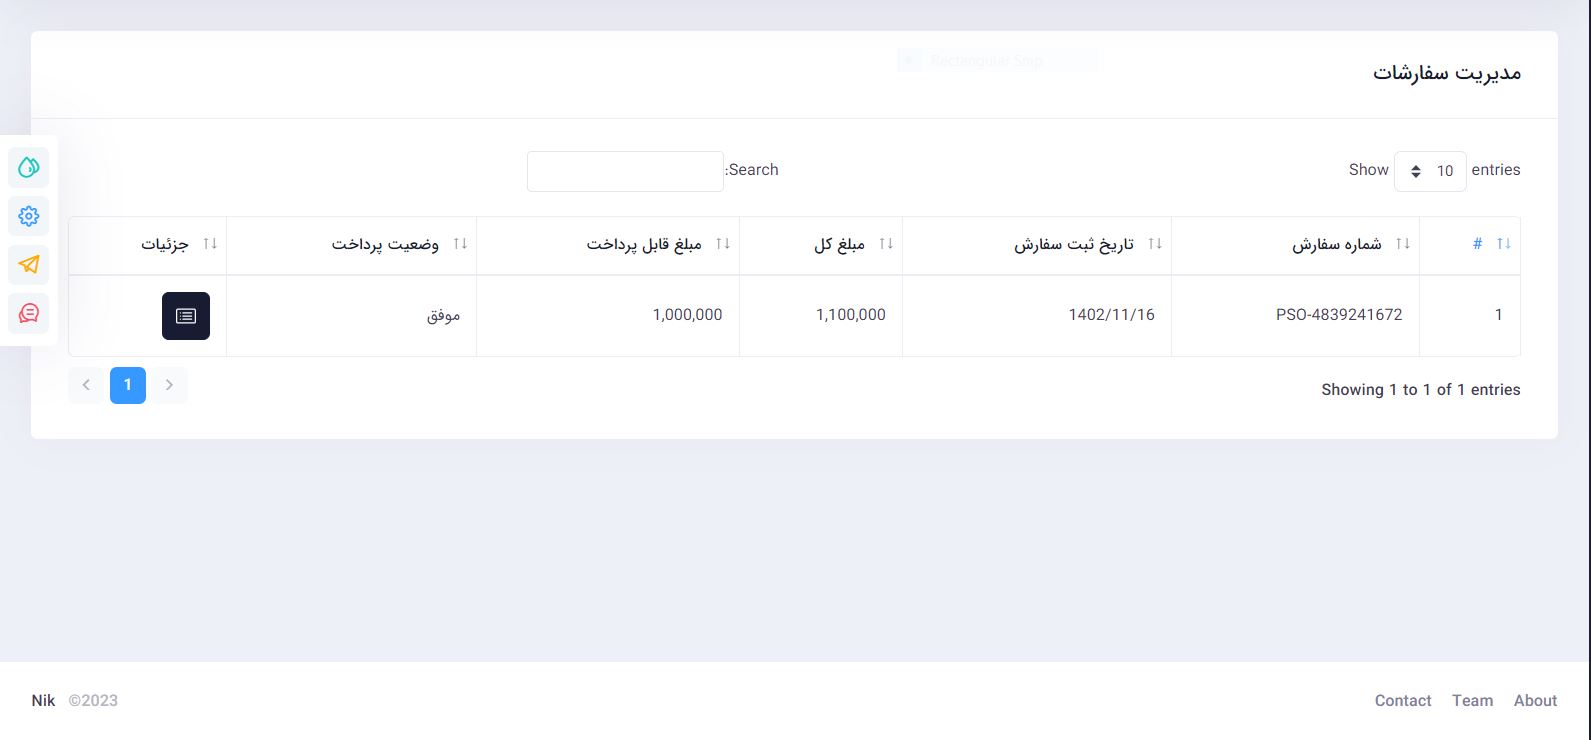 Rectangular Snip
مدیریت سفارشات
Show 10 entries
Search:
# شماره سفارش تاریخ ثبت سفارش مبلغ کل مبلغ قابل پرداخت وضعیت پرداخت جزئیات
1 PSO-4839241672 1402/11/16 1,100,000 1,000,000 موفق
Showing 1 to 1 of 1 entries
1
Contact Team About
Nik ©2023